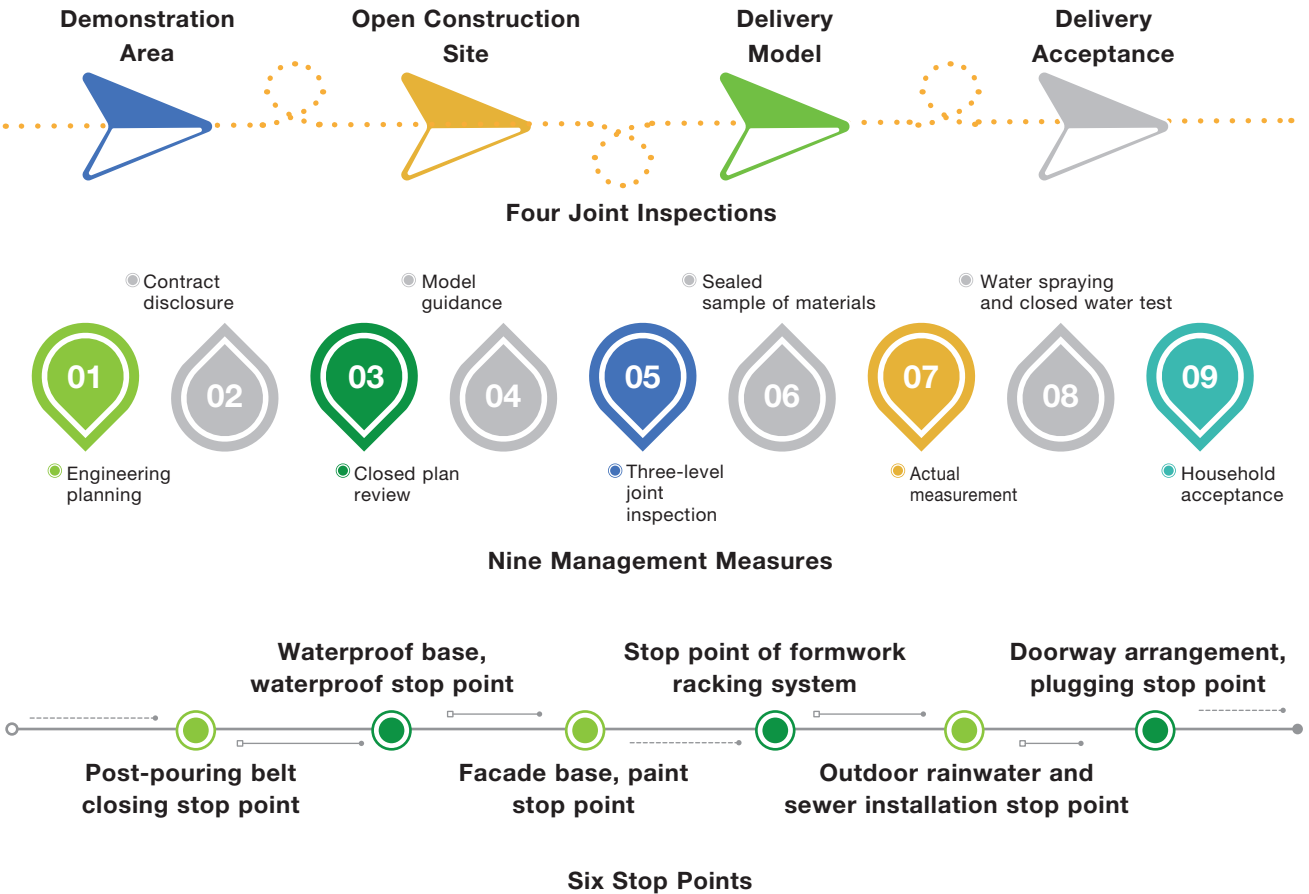 Demonstration
Area
Open Construction
Site
Delivery
Model
Delivery
Acceptance
Four Joint Inspections
Contract
disclosure
Model
guidance
Sealed
sample of materials
Water spraying
and closed water test
01
02
03
04
05
06
07
08
09
Engineering
planning
Closed plan
review
Three-level
joint
inspection
Actual
measurement
Household
acceptance
Nine Management Measures
Waterproof base,
waterproof stop point
Stop point of formwork
racking system
Doorway arrangement,
plugging stop point
Post-pouring belt
closing stop point
Facade base, paint
stop point
Outdoor rainwater and
sewer installation stop point
Six Stop Points